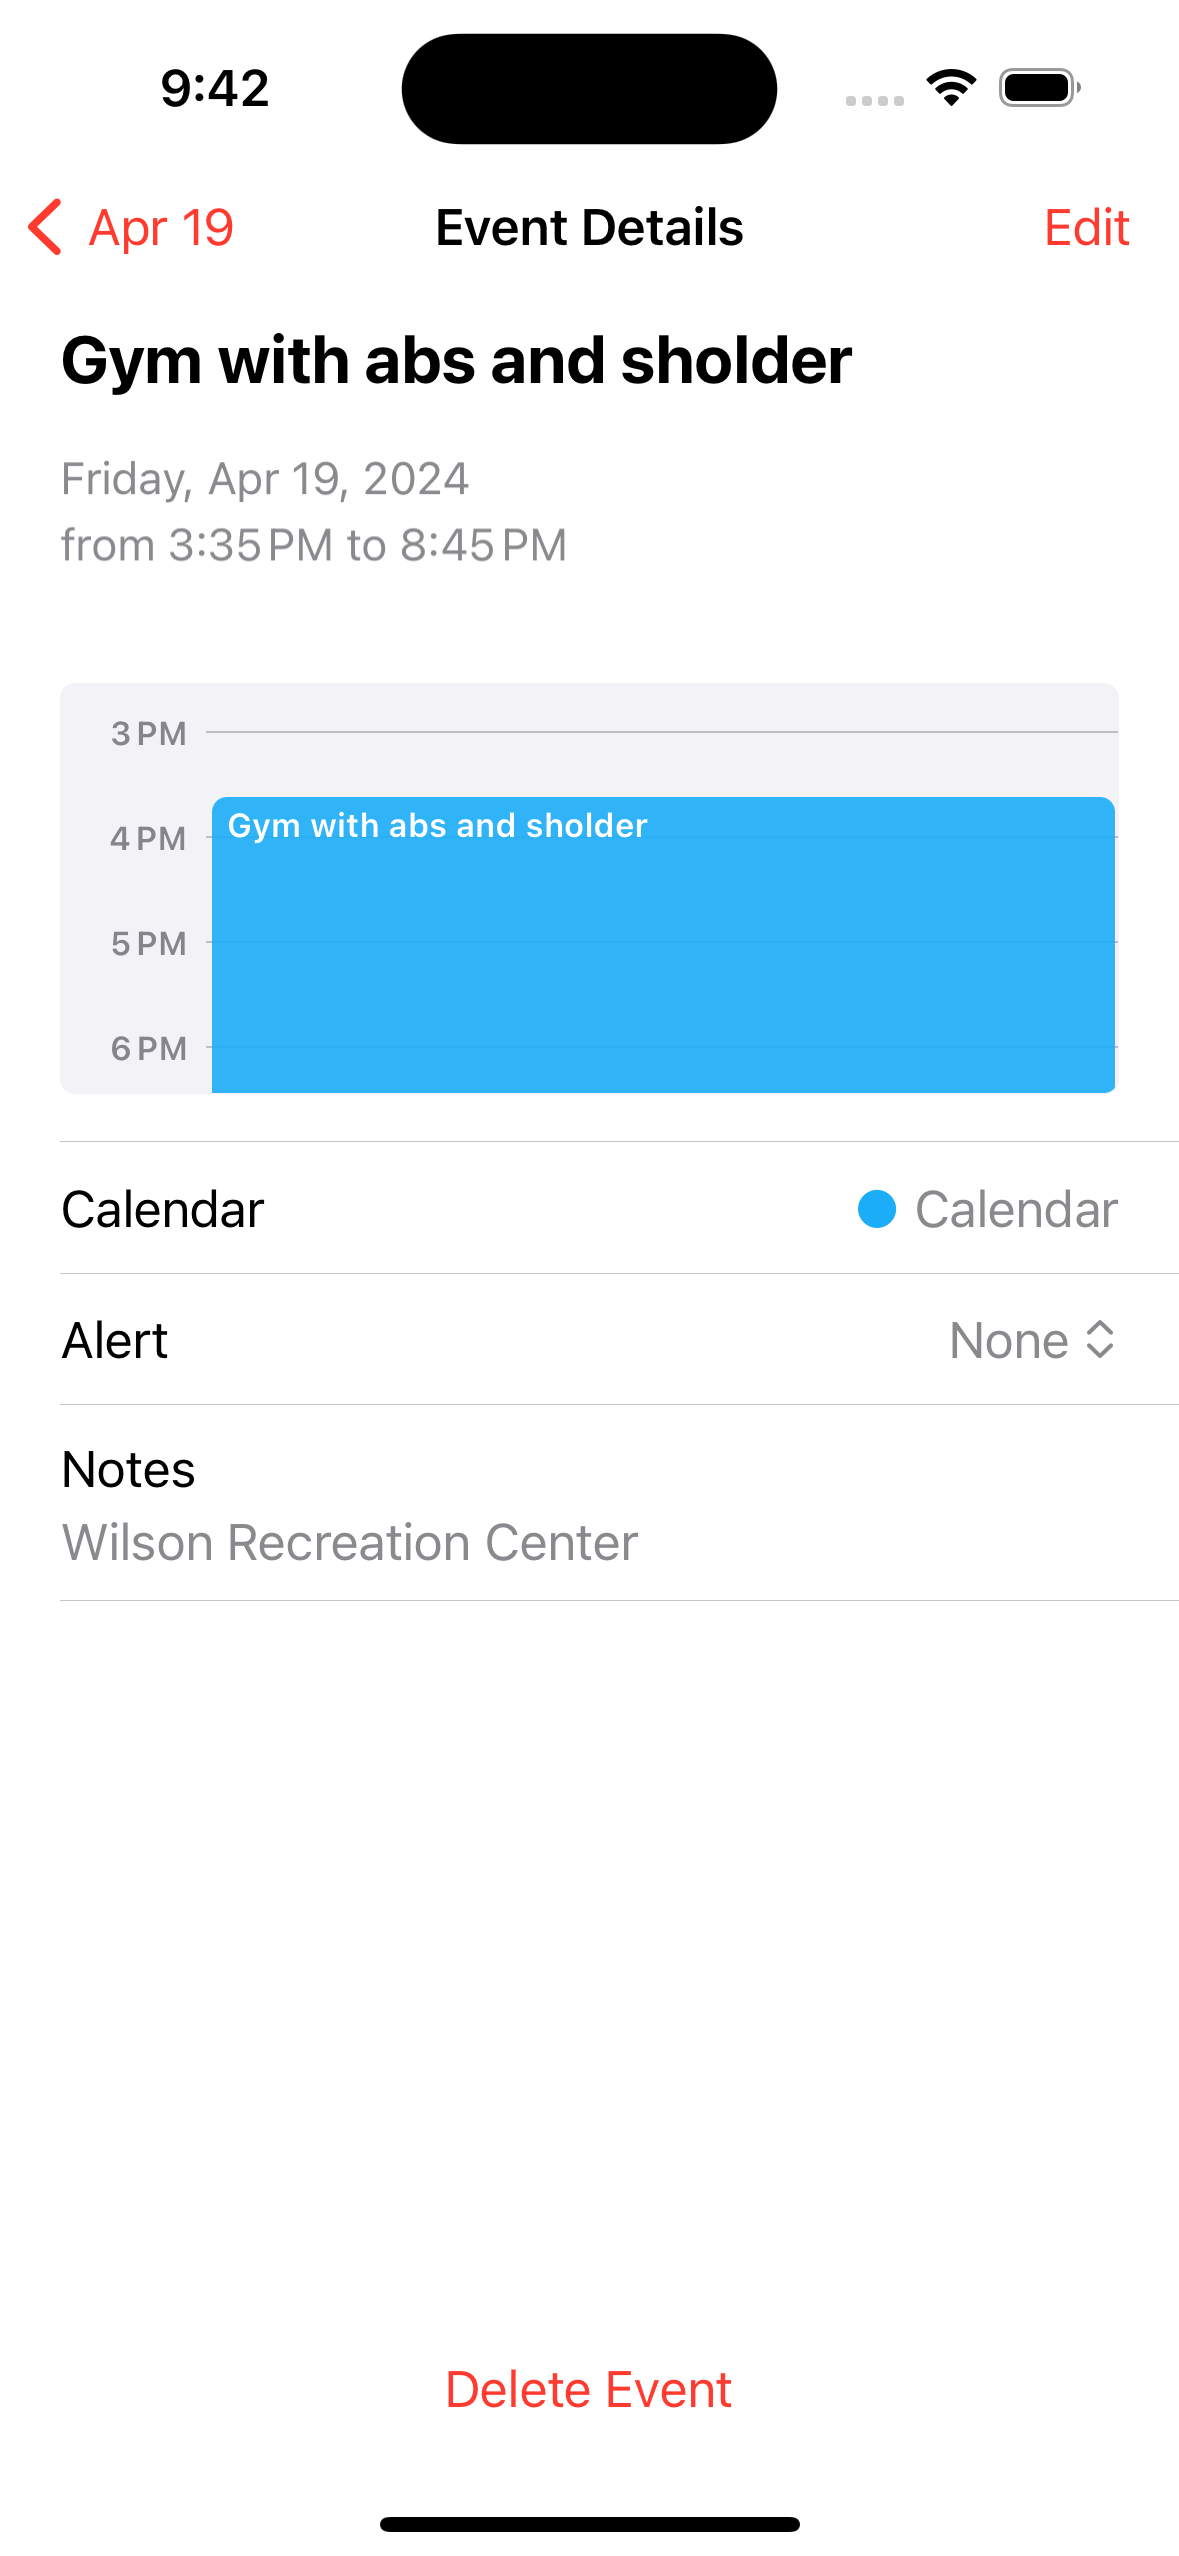 9:42
Apr 19
Event Details
Edit
Gym with abs and sholder
Friday, Apr 19, 2024
from 3:35 PM to 8:45 PM
3 PM
Gym with abs and sholder
4 PM
5 PM
6 PM
Calendar
Calendar
Alert
None
Notes
Wilson Recreation Center
Delete Event